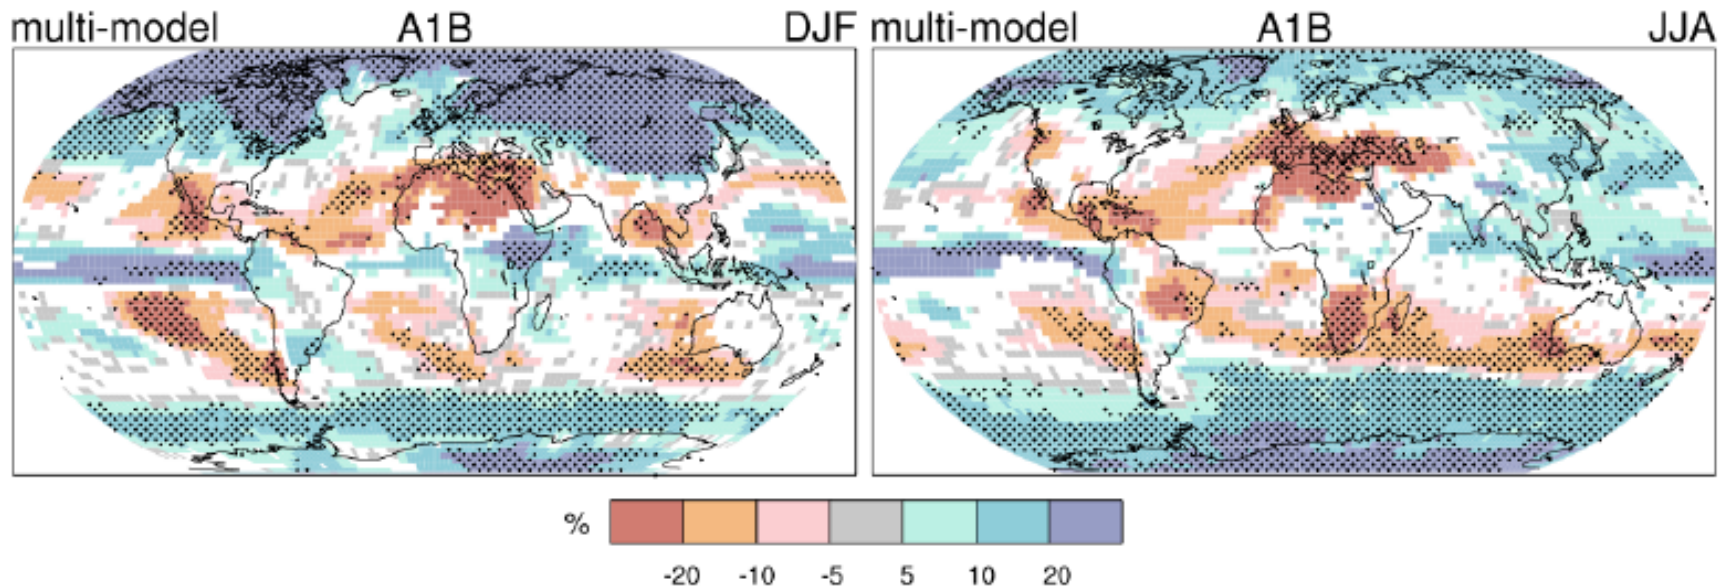 multi-model A1B DJF
multi-model A1B JJA
%
-20 -10 -5 5 10 20